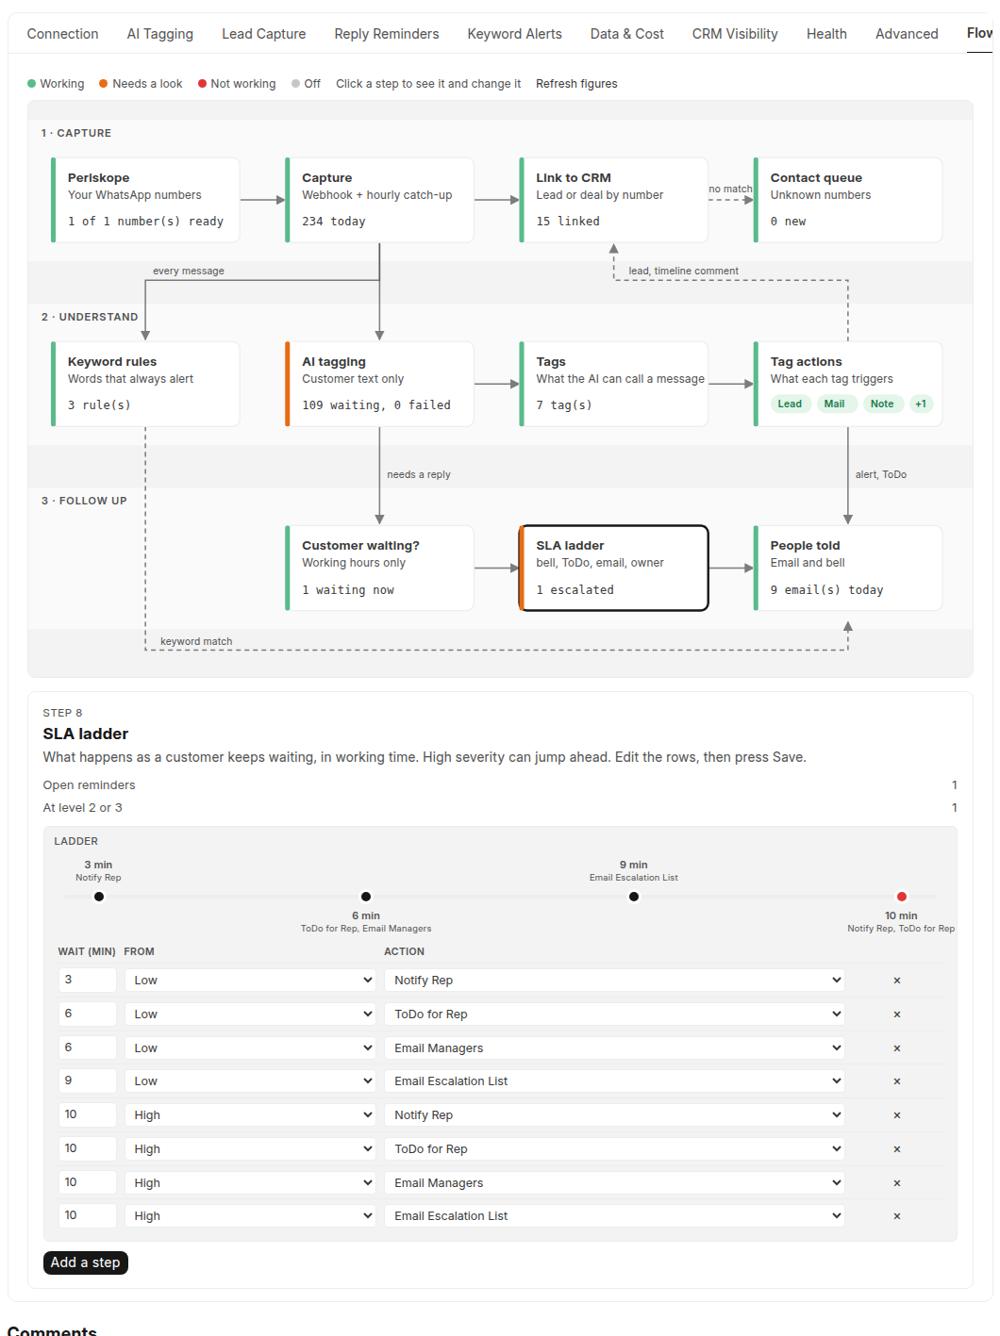 Connection AI Tagging Lead Capture Reply Reminders Keyword Alerts Data & Cost CRM Visibility Health Advanced Flow
Working Needs a look Not working Off Click a step to see it and change it Refresh figures
1 · CAPTURE
Periskope
Your WhatsApp numbers
1 of 1 number(s) ready
Capture
Webhook + hourly catch-up
234 today
Link to CRM
Lead or deal by number
15 linked
no match
Contact queue
Unknown numbers
0 new
every message
lead, timeline comment
2 · UNDERSTAND
Keyword rules
Words that always alert
3 rule(s)
AI tagging
Customer text only
109 waiting, 0 failed
Tags
What the AI can call a message
7 tag(s)
Tag actions
What each tag triggers
Lead Mail Note +1
needs a reply
alert, ToDo
3 · FOLLOW UP
Customer waiting?
Working hours only
1 waiting now
SLA ladder
bell, ToDo, email, owner
1 escalated
People told
Email and bell
9 email(s) today
keyword match
STEP 8
SLA ladder
What happens as a customer keeps waiting, in working time. High severity can jump ahead. Edit the rows, then press Save.
Open reminders 1
At level 2 or 3 1
LADDER
3 min
Notify Rep
9 min
Email Escalation List
6 min
ToDo for Rep, Email Managers
10 min
Notify Rep, ToDo for Rep
WAIT (MIN) FROM ACTION
3 Low Notify Rep ×
6 Low ToDo for Rep ×
6 Low Email Managers ×
9 Low Email Escalation List ×
10 High Notify Rep ×
10 High ToDo for Rep ×
10 High Email Managers ×
10 High Email Escalation List ×
Add a step
Comments